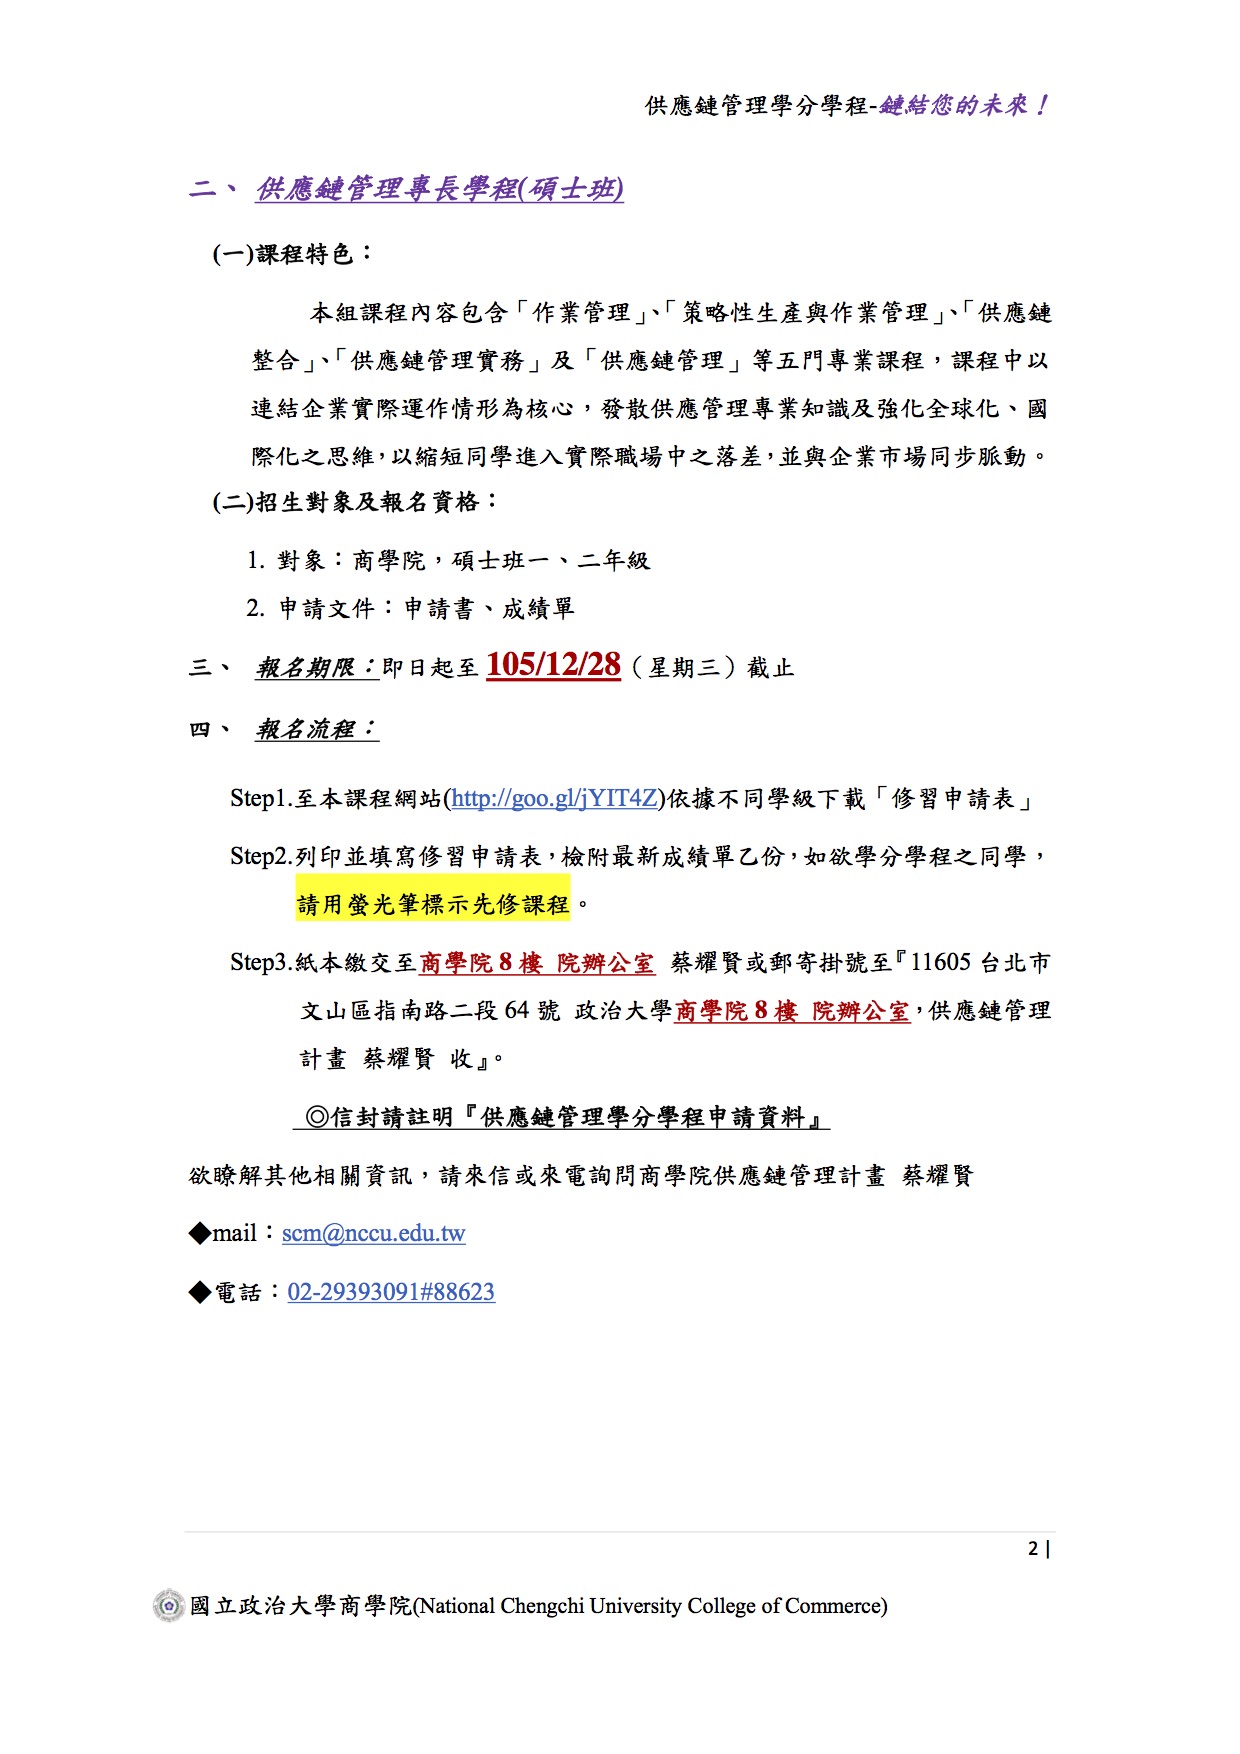 供應鏈管理學分學程-鏈結您的未來！
二、 供應鏈管理專長學程(碩士班)
(一)課程特色：
本組課程內容包含「作業管理」、「策略性生產與作業管理」、「供應鏈
整合」、「供應鏈管理實務」及「供應鏈管理」等五門專業課程，課程中以
連結企業實際運作情形為核心，發散供應管理專業知識及強化全球化、國
際化之思維，以縮短同學進入實際職場中之落差，並與企業市場同步脈動。
(二)招生對象及報名資格：
1. 對象：商學院，碩士班一、二年級
2. 申請文件：申請書、成績單
三、 報名期限：即日起至 105/12/28（星期三）截止
四、 報名流程：
Step1.至本課程網站(http://goo.gl/jYIT4Z)依據不同學級下載「修習申請表」
Step2.列印並填寫修習申請表，檢附最新成績單乙份，如欲學分學程之同學，
請用螢光筆標示先修課程。
Step3.紙本繳交至商學院 8 樓 院辦公室 蔡耀賢或郵寄掛號至『11605 台北市
文山區指南路二段 64 號 政治大學商學院 8 樓 院辦公室，供應鏈管理
計畫 蔡耀賢 收』。
◎信封請註明『供應鏈管理學分學程申請資料』
欲瞭解其他相關資訊，請來信或來電詢問商學院供應鏈管理計畫 蔡耀賢
◆mail：scm@nccu.edu.tw
◆電話：02-29393091#88623
2 |
國立政治大學商學院(National Chengchi University College of Commerce)